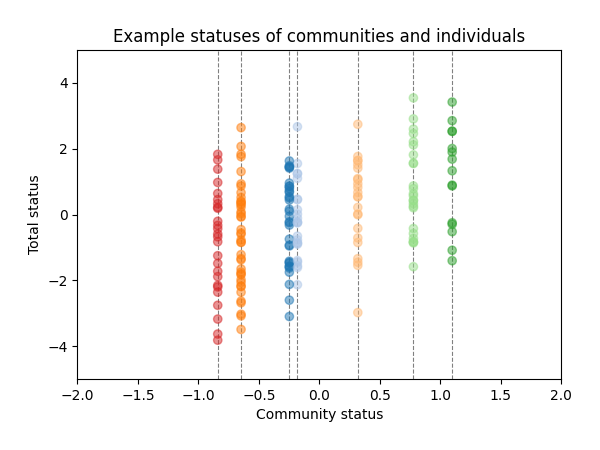 Example statuses of communities and individuals
Total status
4
2
0
−2
−4
−2.0 −1.5 −1.0 −0.5 0.0 0.5 1.0 1.5 2.0
Community status